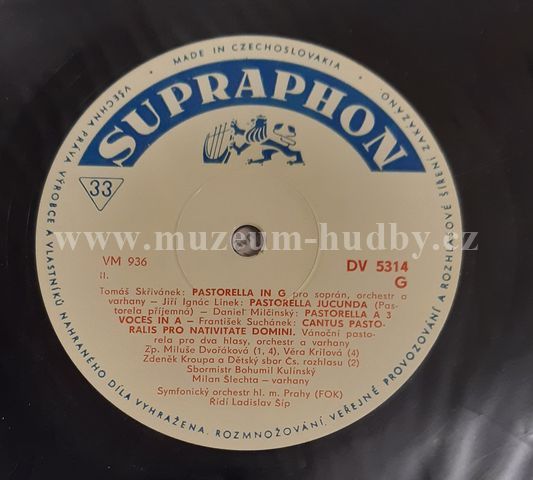 • MADE IN CZECHOSLOVAKIA •
SUPRAPHON
33
www.muzeum-hudby.cz
VM 936
DV 5314
II.
G
Tomáš Skřivánek: PASTORELLA IN G pro soprán, orchestr a
varhany — Jiří Ignác Linek: PASTORELLA JUCUNDA (Pas-
torela příjemná) — Daniel Milčinský: PASTORELLA A 3
VOCES IN A — František Suchánek: CANTUS PASTO-
RALIS PRO NATIVITATE DOMINI. Vánoční pasto-
rela pro dva hlasy, orchestr a varhany
Zp. Miluše Dvořáková (1, 4), Věra Krilová (4)
Zdeněk Kroupa a Dětský sbor Čs. rozhlasu (2)
Sbormistr Bohumil Kulínský
Milan Šlechta — varhany
Symfonický orchestr hl. m. Prahy (FOK)
Řídí Ladislav Šíp
VŠECHNA PRÁVA VÝROBCE A VLASTNÍKŮ NAHRANÉHO DÍLA VYHRAŽENA. ROZMNOŽOVÁNÍ, VEŘEJNÉ PROVOZOVÁNÍ A ROZHLASOVÉ ŠÍŘENÍ ZAKÁZÁNO